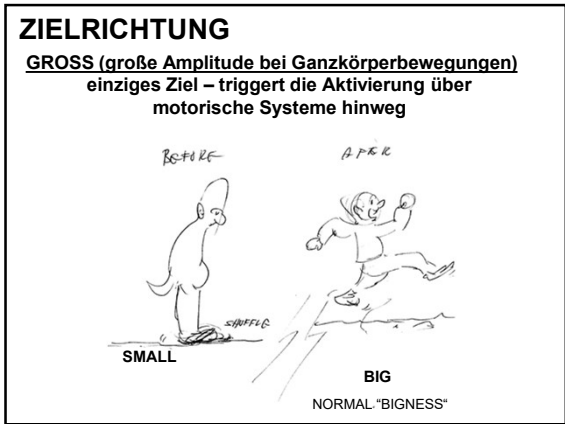 ZIELRICHTUNG
GROSS (große Amplitude bei Ganzkörperbewegungen)
einziges Ziel – triggert die Aktivierung über
motorische Systeme hinweg
BEFORE
AFTER
SHUFFLE
SMALL
BIG
NORMAL "BIGNESS“